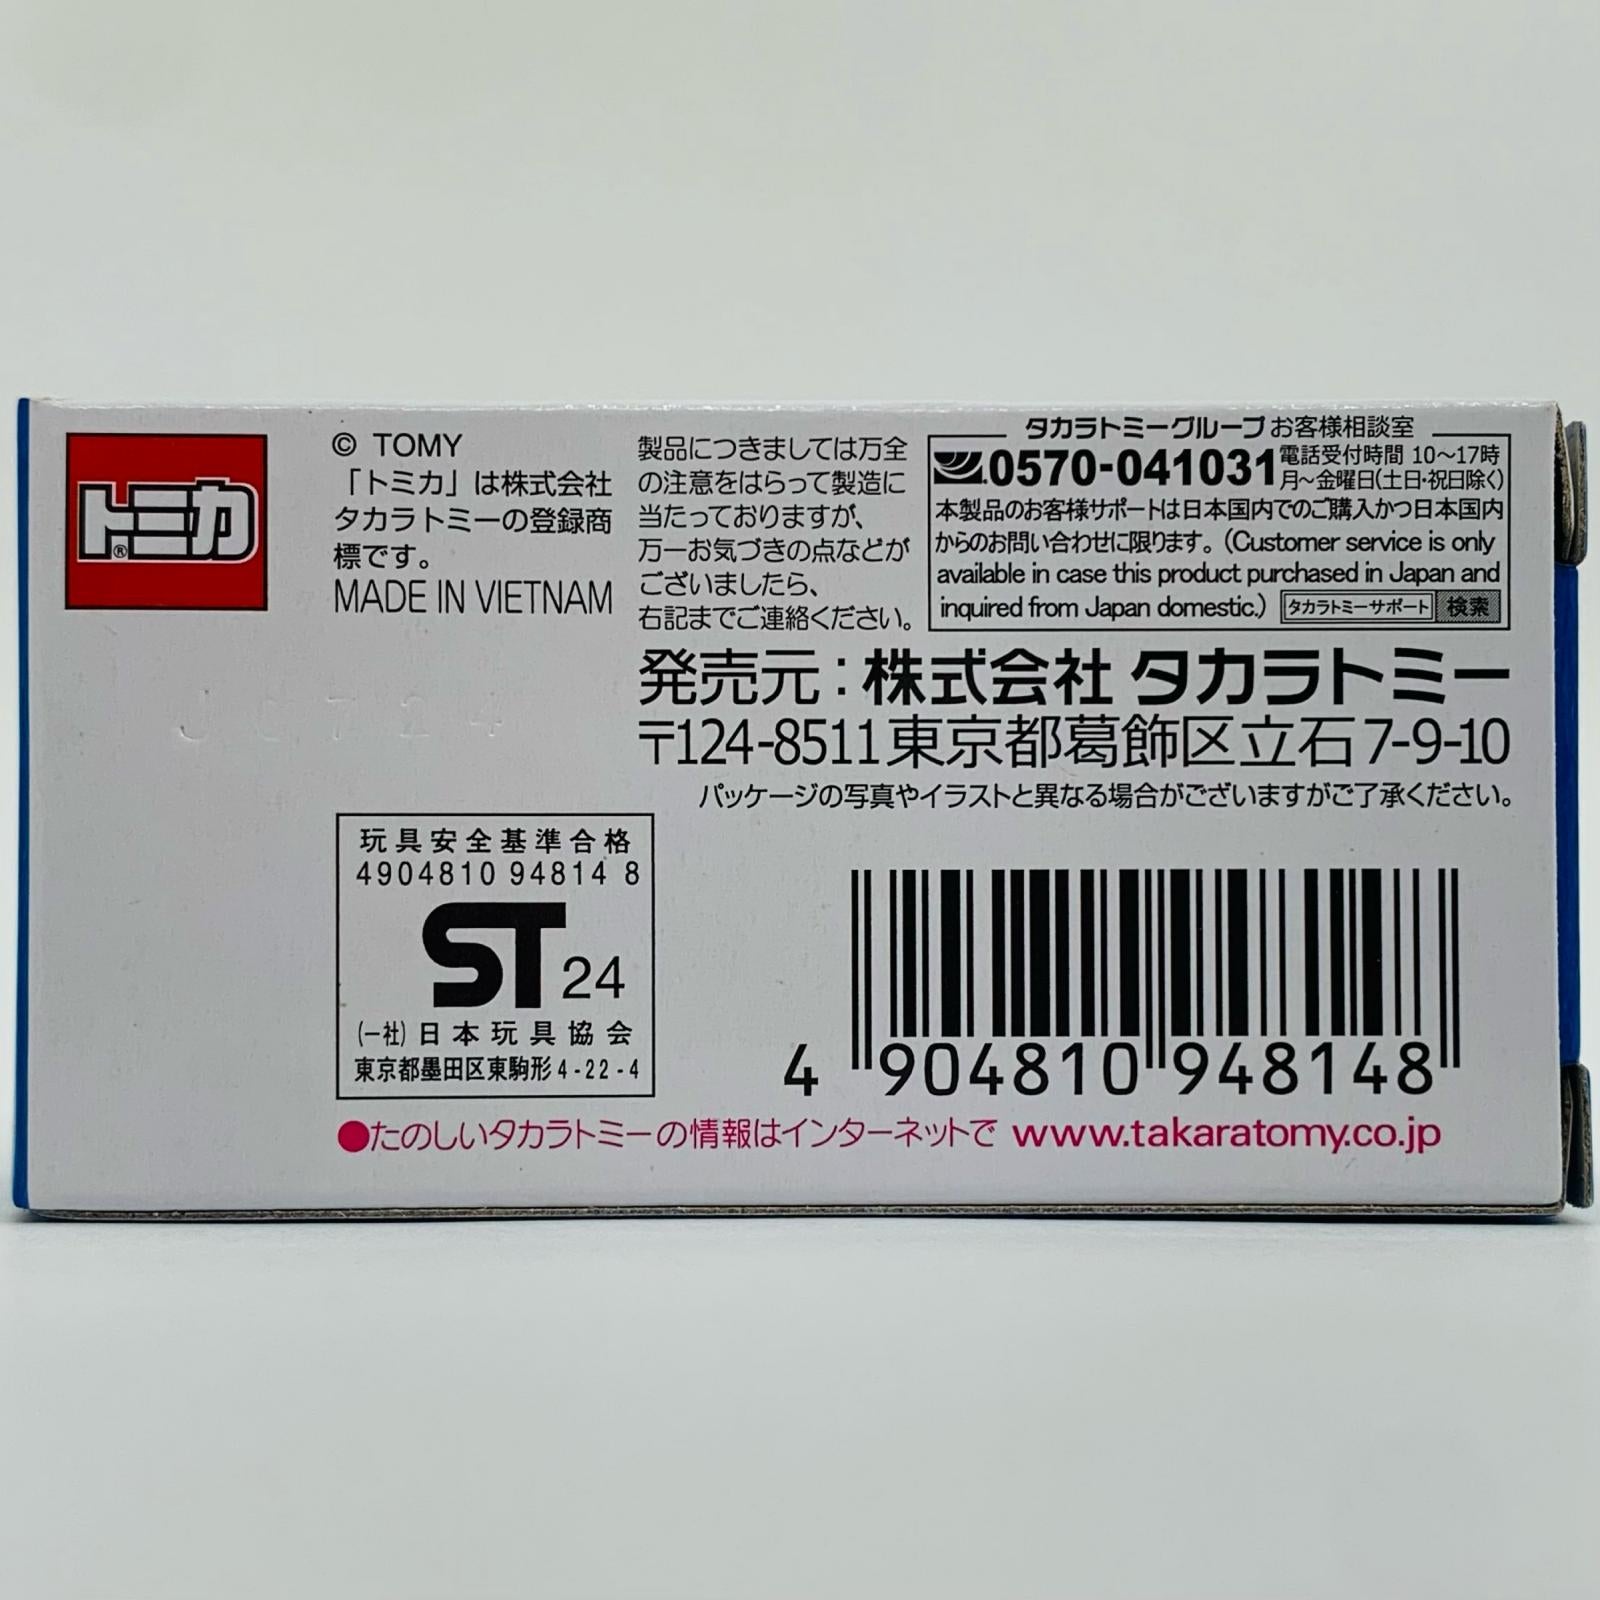 トミカ®
© TOMY
「トミカ」は株式会社
タカラトミーの登録商
標です。
MADE IN VIETNAM
JC724
製品につきましては万全
の注意をはらって製造に
当たっておりますが、
万一お気づきの点などが
ございましたら、
右記までご連絡ください。
タカラトミーグループお客様相談室
0570-041031 電話受付時間 10〜17時
月〜金曜日(土日・祝日除く)
本製品のお客様サポートは日本国内でのご購入かつ日本国内
からのお問い合わせに限ります。(Customer service is only
available in case this product purchased in Japan and
inquired from Japan domestic.) タカラトミーサポート 検索
発売元：株式会社 タカラトミー
〒124-8511東京都葛飾区立石7-9-10
パッケージの写真やイラストと異なる場合がございますがご了承ください。
玩具安全基準合格
4904810 94814 8
ST 24
(一社)日本玩具協会
東京都墨田区東駒形4-22-4
4 904810 948148
●たのしいタカラトミーの情報はインターネットで www.takaratomy.co.jp